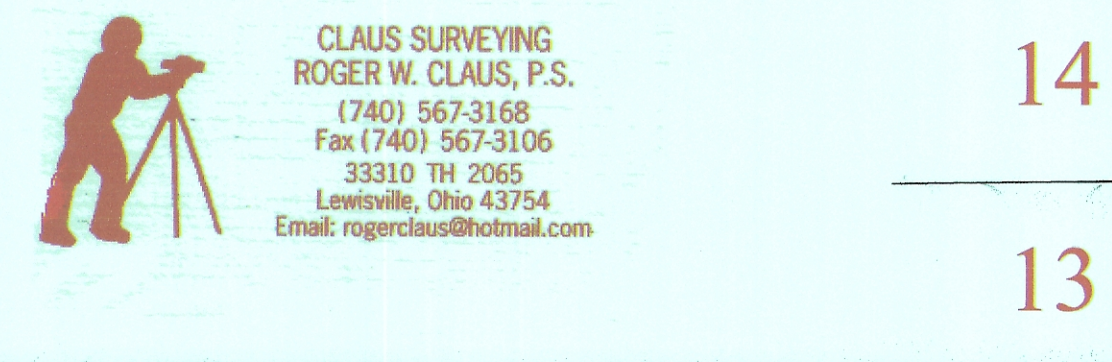 CLAUS SURVEYING
ROGER W. CLAUS, P.S.
(740) 567-3168
Fax (740) 567-3106
33310 TH 2065
Lewisville, Ohio 43754
Email: rogerclaus@hotmail.com
14
13